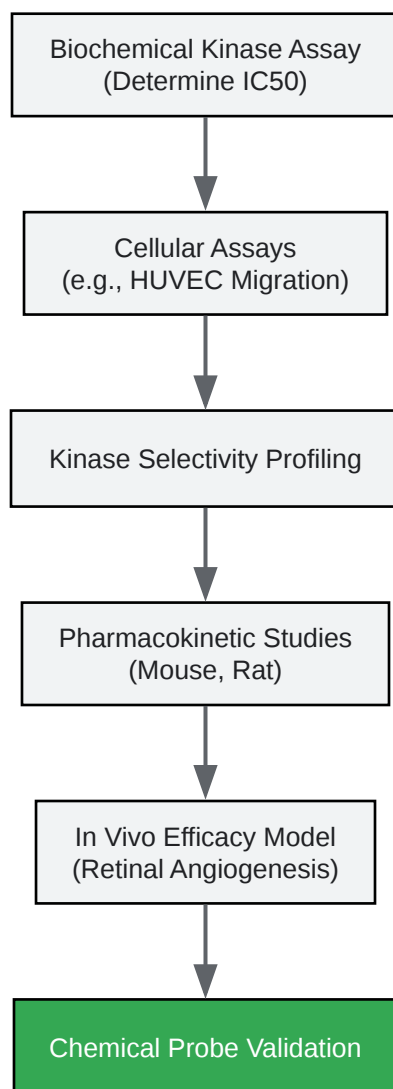 Biochemical Kinase Assay
(Determine IC50)
Cellular Assays
(e.g., HUVEC Migration)
Kinase Selectivity Profiling
Pharmacokinetic Studies
(Mouse, Rat)
In Vivo Efficacy Model
(Retinal Angiogenesis)
Chemical Probe Validation